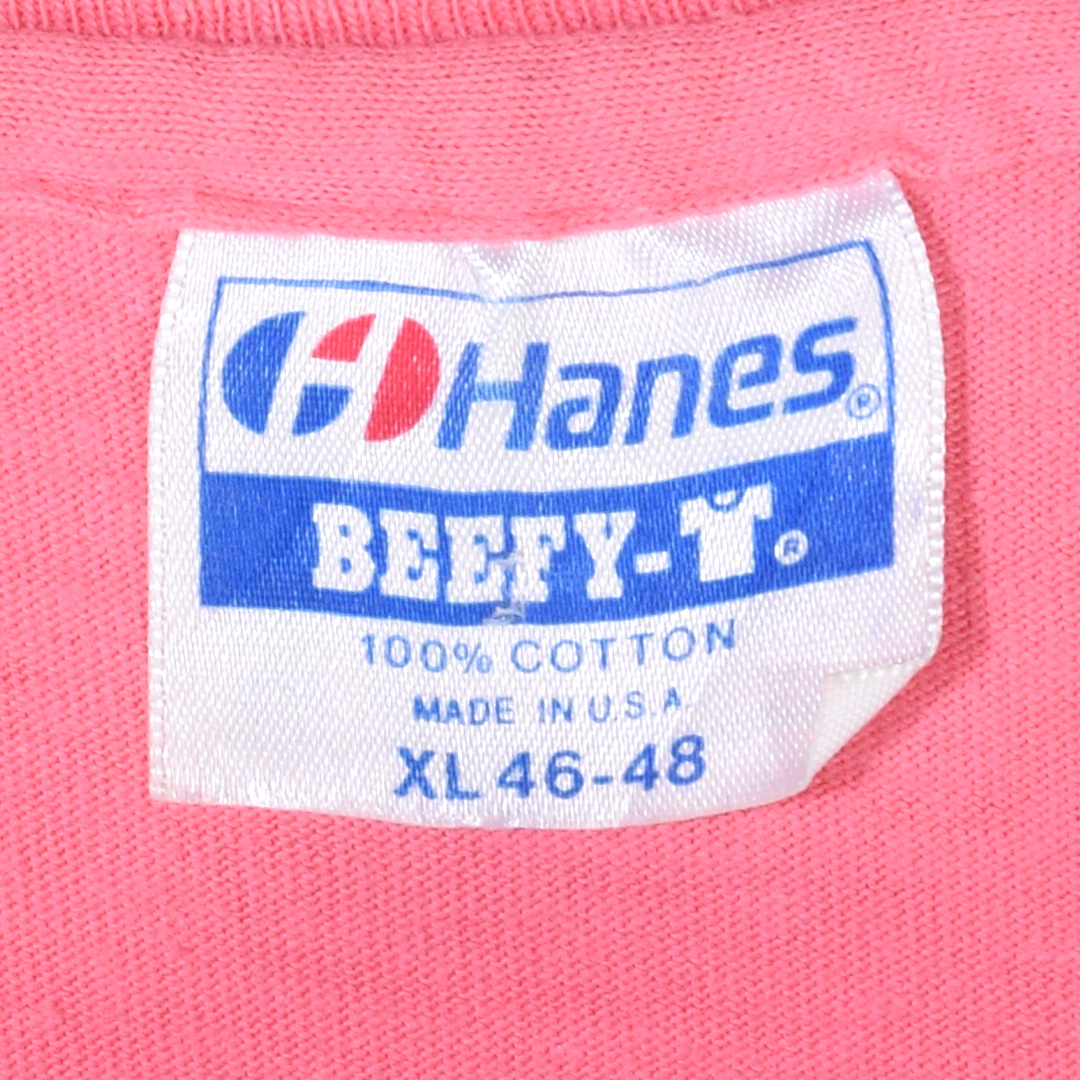 Hanes®
BEEFY-T®
100% COTTON
MADE IN U.S.A.
XL 46-48